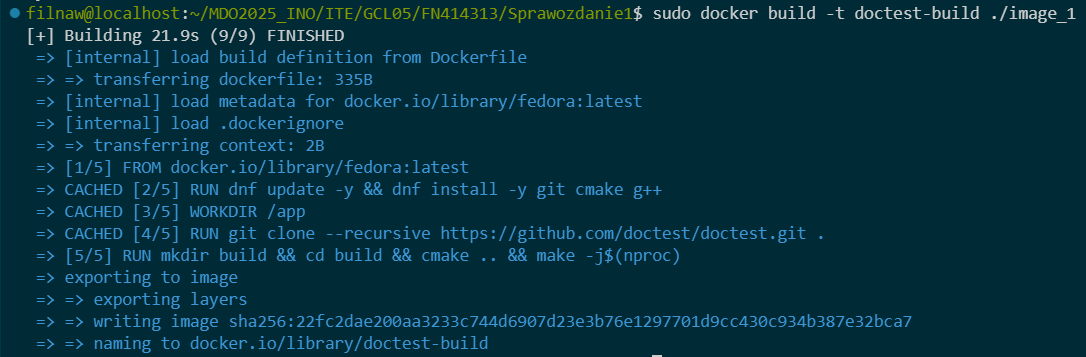 filnaw@localhost:~/MDO2025_INO/ITE/GCL05/FN414313/Sprawozdanie1$ sudo docker build -t doctest-build ./image_1
[+] Building 21.9s (9/9) FINISHED
=> [internal] load build definition from Dockerfile
=> => transferring dockerfile: 335B
=> [internal] load metadata for docker.io/library/fedora:latest
=> [internal] load .dockerignore
=> => transferring context: 2B
=> [1/5] FROM docker.io/library/fedora:latest
=> CACHED [2/5] RUN dnf update -y && dnf install -y git cmake g++
=> CACHED [3/5] WORKDIR /app
=> CACHED [4/5] RUN git clone --recursive https://github.com/doctest/doctest.git .
=> [5/5] RUN mkdir build && cd build && cmake .. && make -j$(nproc)
=> exporting to image
=> => exporting layers
=> => writing image sha256:22fc2dae200aa3233c744d6907d23e3b76e1297701d9cc430c934b387e32bca7
=> => naming to docker.io/library/doctest-build